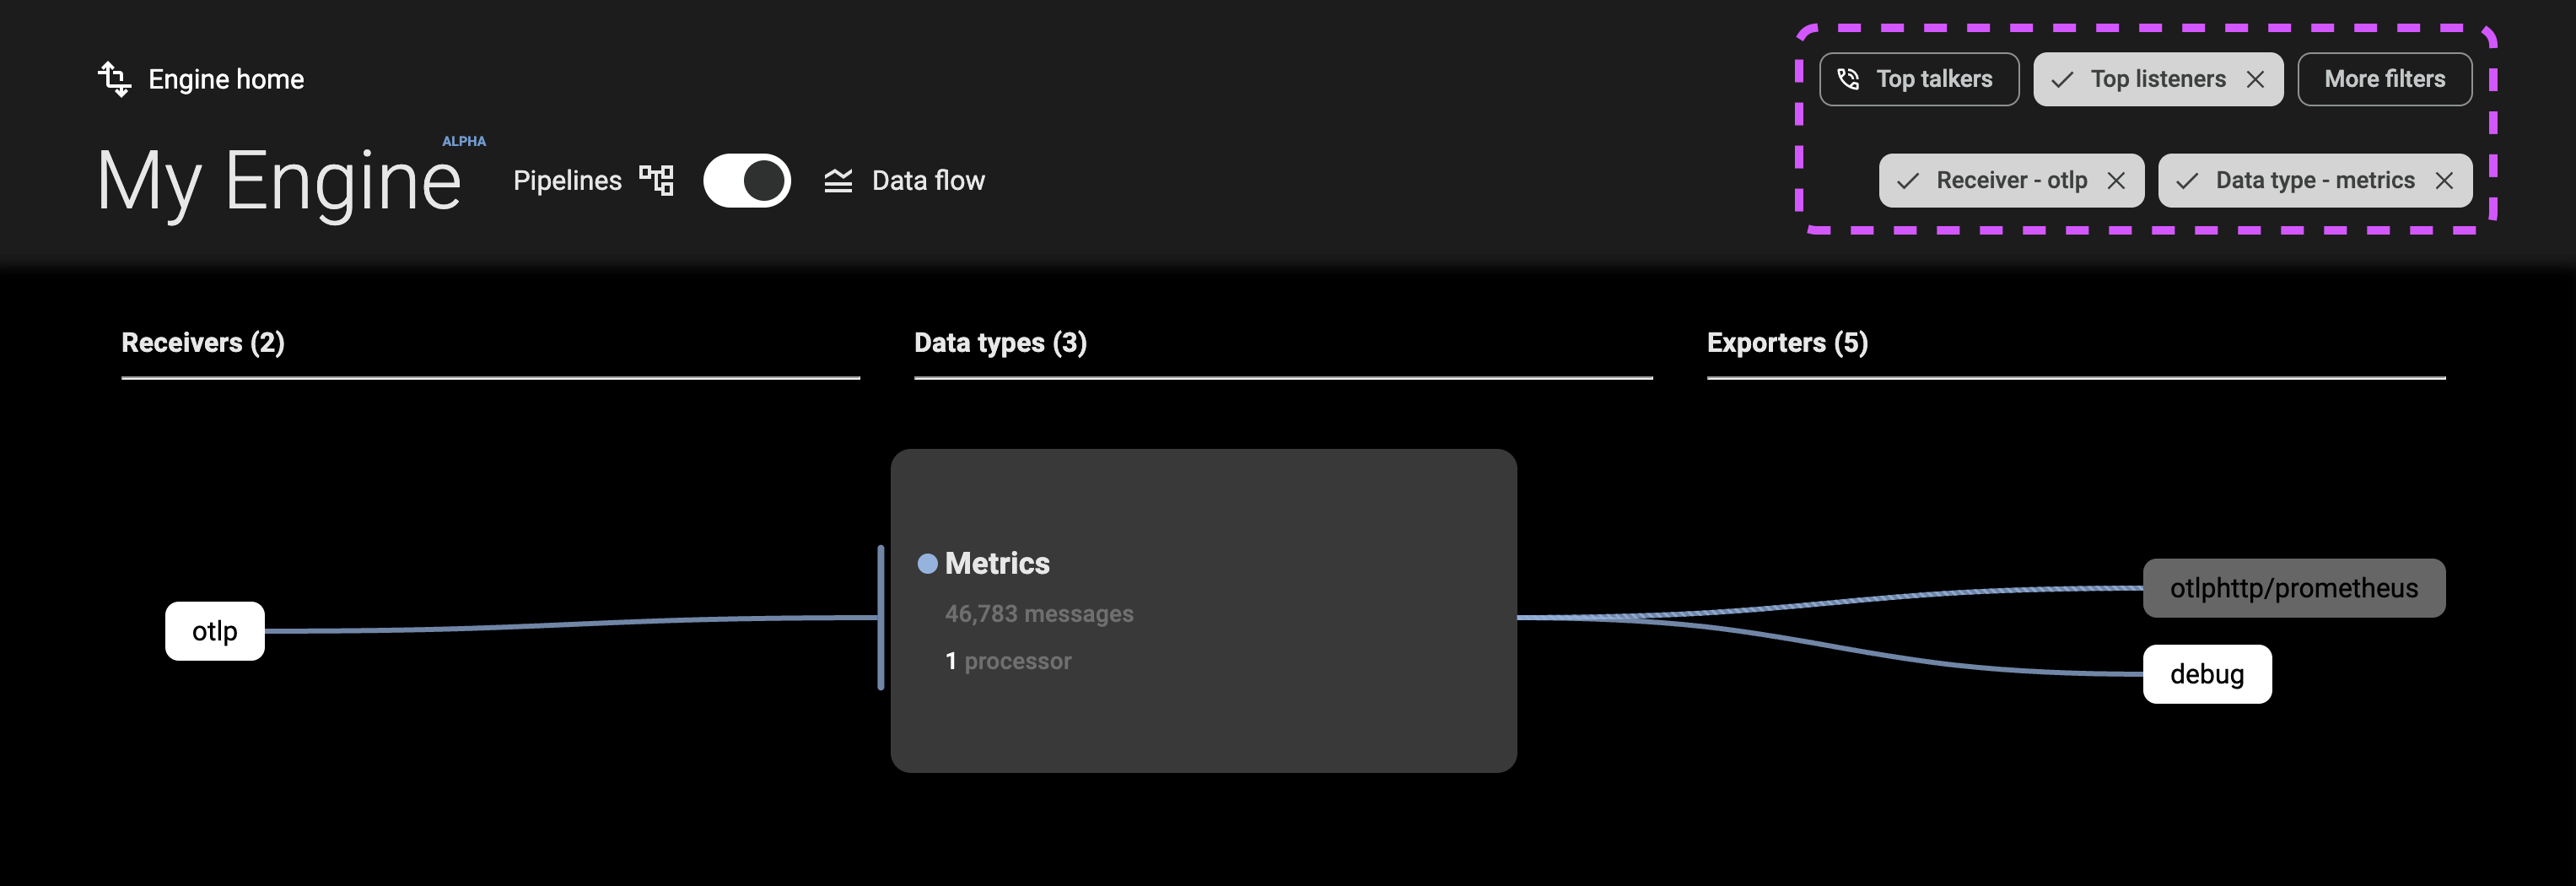 Engine home
Top talkers
Top listeners
More filters
My Engine
ALPHA
Pipelines
Data flow
Receiver - otlp
Data type - metrics
Receivers (2)
Data types (3)
Exporters (5)
otlp
Metrics
46,783 messages
1 processor
otlphttp/prometheus
debug